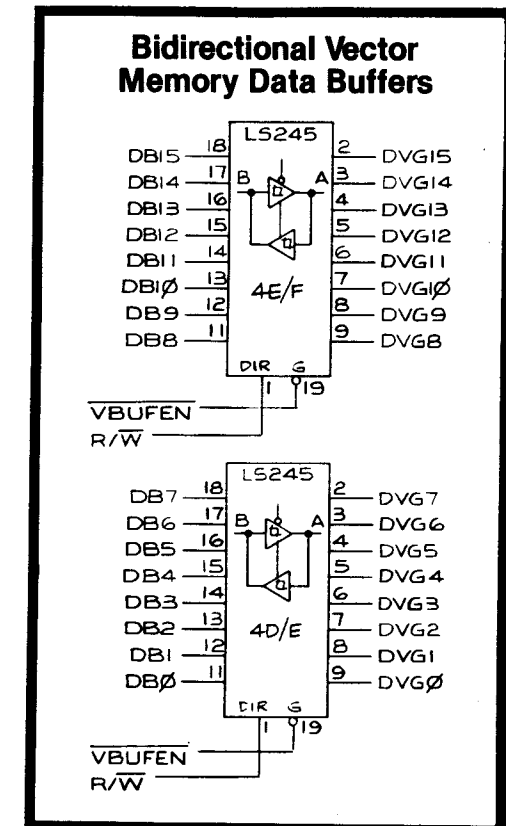 Bidirectional Vector
Memory Data Buffers
LS245
DB15 18 2 DVG15
DB14 17 B A 3 DVG14
DB13 16 4 DVG13
DB12 15 5 DVG12
DB11 14 6 DVG11
DB1Ø 13 4E/F 7 DVG1Ø
DB9 12 8 DVG9
DB8 11 9 DVG8
DIR G
1 19
V̅B̅U̅F̅E̅N̅
R/W̅
LS245
DB7 18 2 DVG7
DB6 17 B A 3 DVG6
DB5 16 4 DVG5
DB4 15 5 DVG4
DB3 14 6 DVG3
DB2 13 4D/E 7 DVG2
DB1 12 8 DVG1
DBØ 11 9 DVGØ
DIR G
1 19
V̅B̅U̅F̅E̅N̅
R/W̅